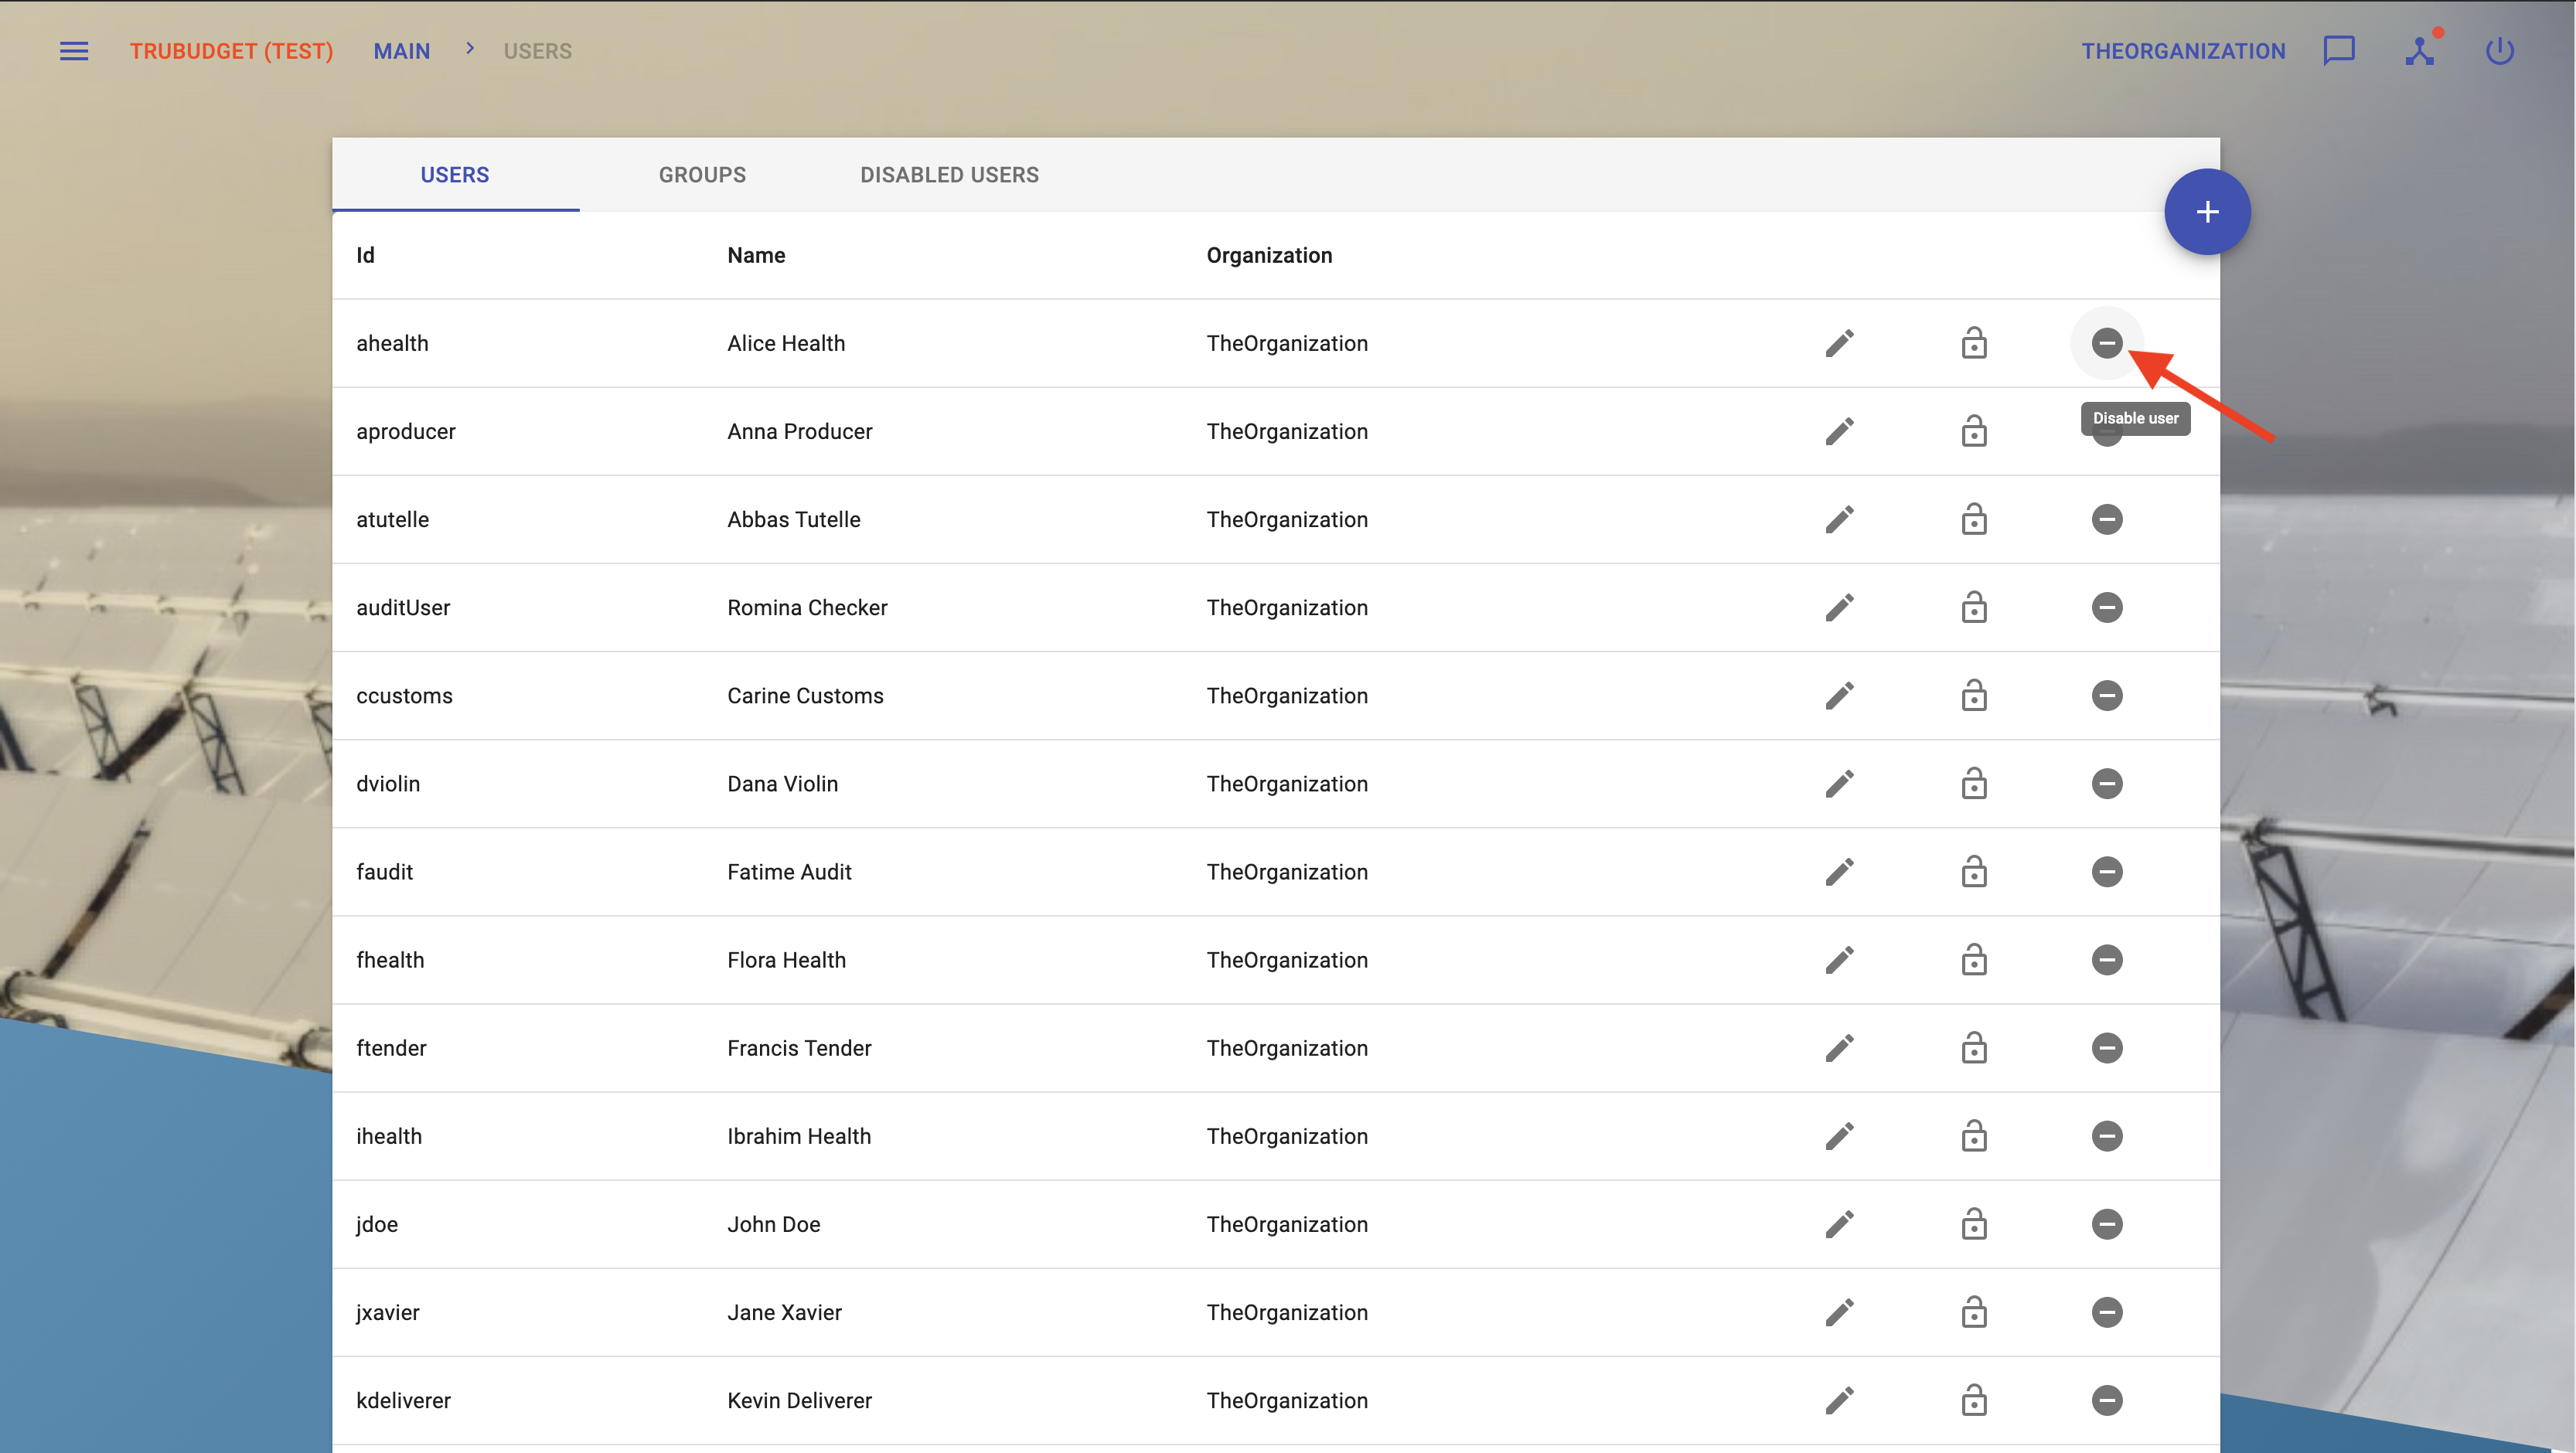 TRUBUDGET (TEST) MAIN > USERS THEORGANIZATION
USERS GROUPS DISABLED USERS
Id Name Organization
ahealth Alice Health TheOrganization
Disable user
aproducer Anna Producer TheOrganization
atutelle Abbas Tutelle TheOrganization
auditUser Romina Checker TheOrganization
ccustoms Carine Customs TheOrganization
dviolin Dana Violin TheOrganization
faudit Fatime Audit TheOrganization
fhealth Flora Health TheOrganization
ftender Francis Tender TheOrganization
ihealth Ibrahim Health TheOrganization
jdoe John Doe TheOrganization
jxavier Jane Xavier TheOrganization
kdeliverer Kevin Deliverer TheOrganization